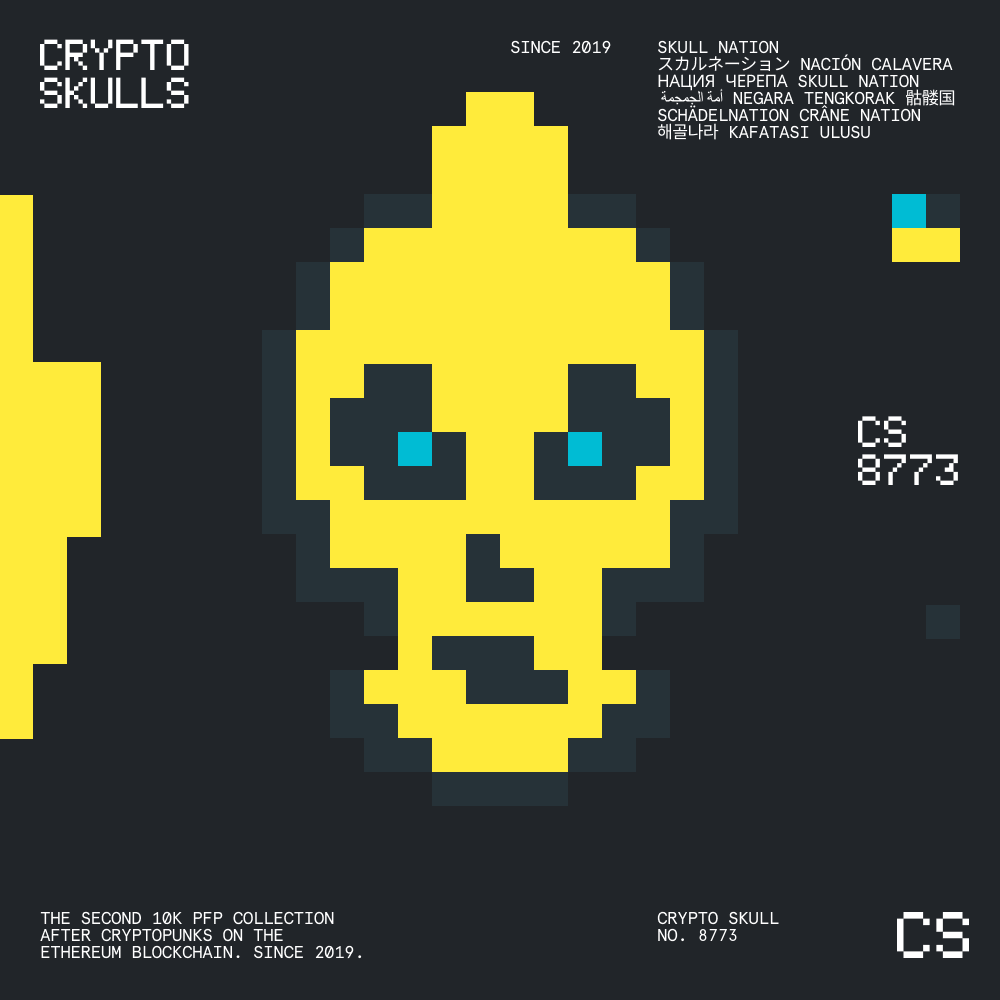 CRYPTO
SKULLS
SINCE 2019
SKULL NATION
スカルネーション NACIÓN CALAVERA
НАЦИЯ ЧЕРЕПА SKULL NATION
أمة الجمجمة NEGARA TENGKORAK 骷髅国
SCHÄDELNATION CRÂNE NATION
해골나라 KAFATASI ULUSU
CS
8773
THE SECOND 10K PFP COLLECTION
AFTER CRYPTOPUNKS ON THE
ETHEREUM BLOCKCHAIN. SINCE 2019.
CRYPTO SKULL
NO. 8773
CS